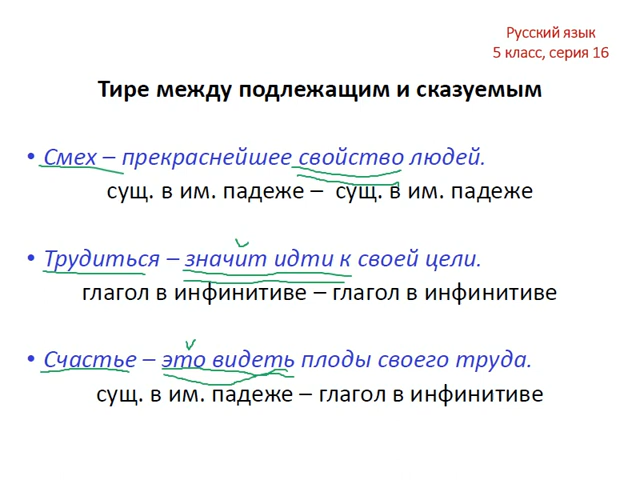 Русский язык
5 класс, серия 16
Тире между подлежащим и сказуемым
• Смех – прекраснейшее свойство людей.
сущ. в им. падеже – сущ. в им. падеже
• Трудиться – значит идти к своей цели.
глагол в инфинитиве – глагол в инфинитиве
• Счастье – это видеть плоды своего труда.
сущ. в им. падеже – глагол в инфинитиве